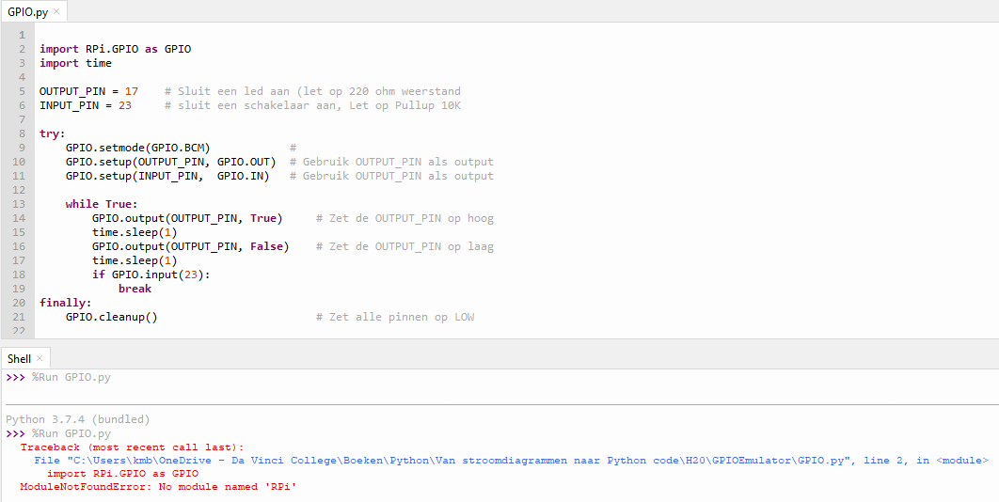 GPIO.py ×
1
2 import RPi.GPIO as GPIO
3 import time
4
5 OUTPUT_PIN = 17    # Sluit een led aan (let op 220 ohm weerstand
6 INPUT_PIN = 23     # sluit een schakelaar aan, Let op Pullup 10K
7
8 try:
9     GPIO.setmode(GPIO.BCM)            #
10     GPIO.setup(OUTPUT_PIN, GPIO.OUT)  # Gebruik OUTPUT_PIN als output
11     GPIO.setup(INPUT_PIN,  GPIO.IN)   # Gebruik OUTPUT_PIN als output
12
13     while True:
14         GPIO.output(OUTPUT_PIN, True)     # Zet de OUTPUT_PIN op hoog
15         time.sleep(1)
16         GPIO.output(OUTPUT_PIN, False)    # Zet de OUTPUT_PIN op laag
17         time.sleep(1)
18         if GPIO.input(23):
19             break
20 finally:
21     GPIO.cleanup()                        # Zet alle pinnen op LOW
22
Shell ×
>>> %Run GPIO.py
Python 3.7.4 (bundled)
>>> %Run GPIO.py
Traceback (most recent call last):
File "C:\Users\kmb\OneDrive - Da Vinci College\Boeken\Python\Van stroomdiagrammen naar Python code\H20\GPIOEmulator\GPIO.py", line 2, in <module>
import RPi.GPIO as GPIO
ModuleNotFoundError: No module named 'RPi'